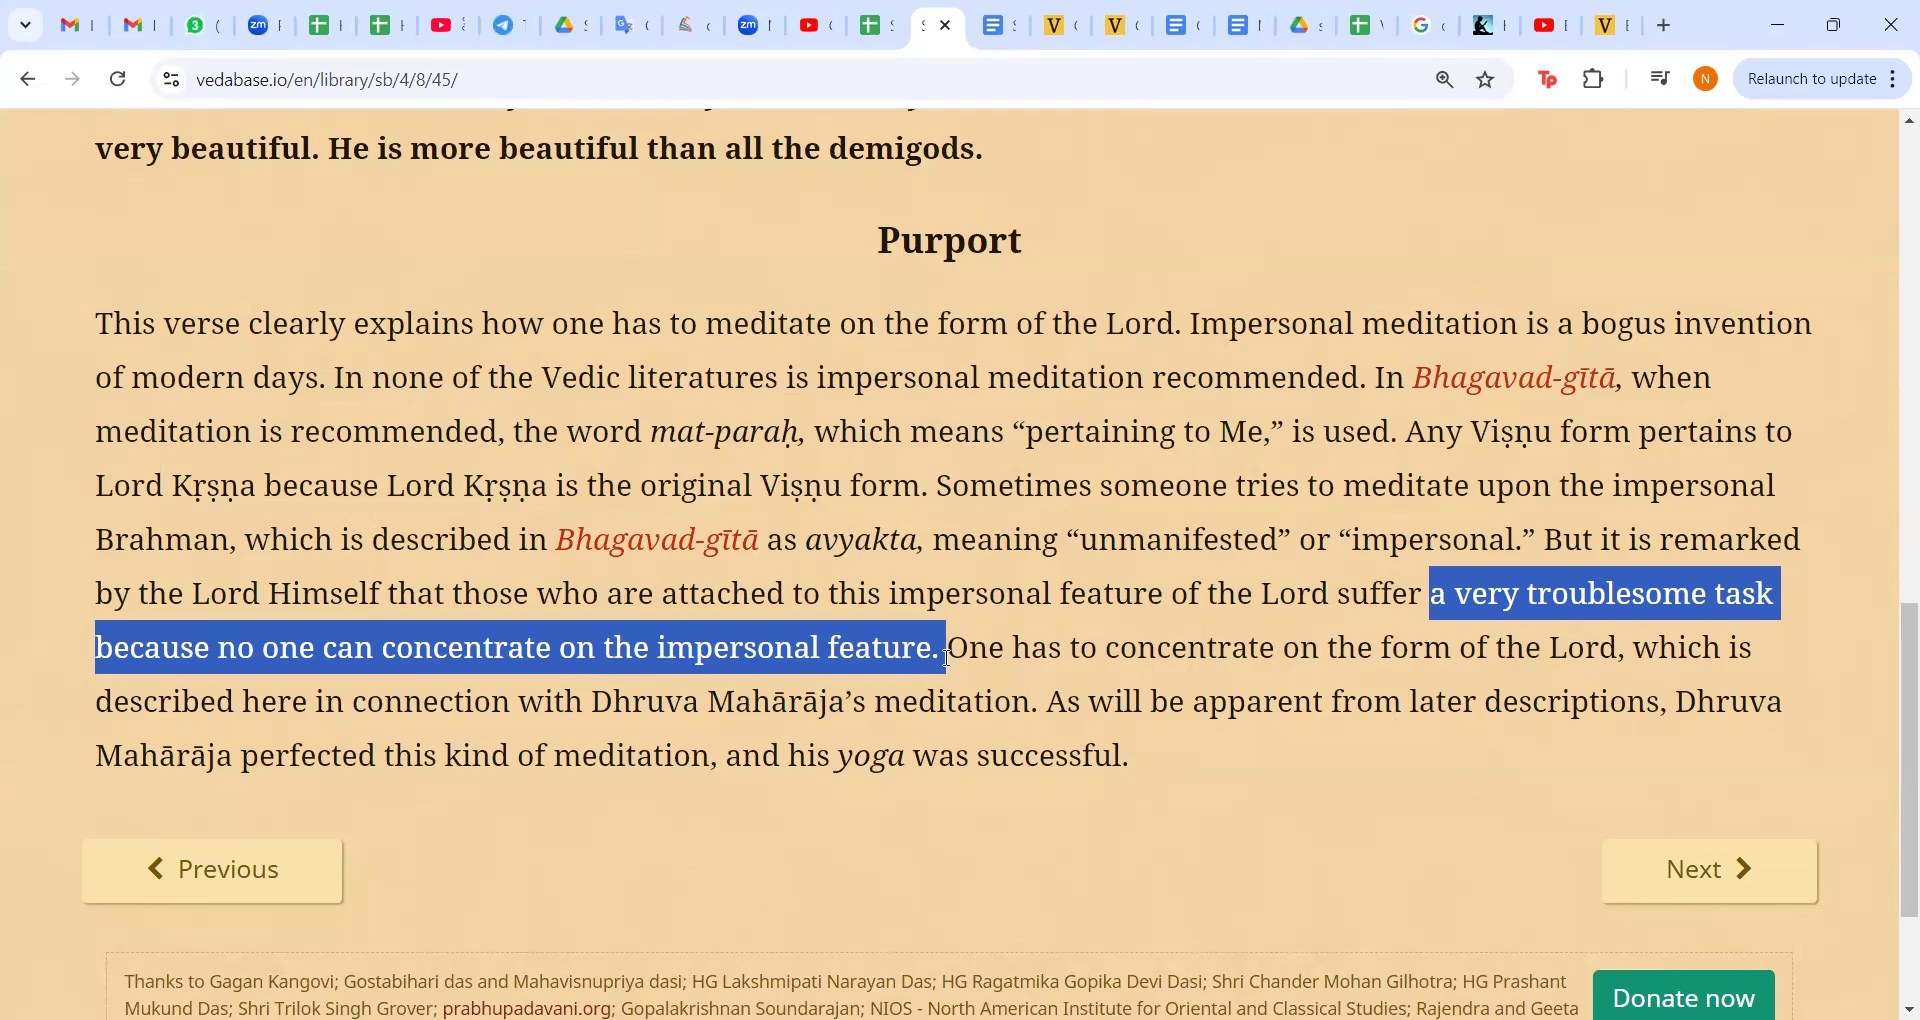 vedabase.io/en/library/sb/4/8/45/
Relaunch to update
very beautiful. He is more beautiful than all the demigods.
Purport
This verse clearly explains how one has to meditate on the form of the Lord. Impersonal meditation is a bogus invention
of modern days. In none of the Vedic literatures is impersonal meditation recommended. In Bhagavad-gītā, when
meditation is recommended, the word mat-paraḥ, which means “pertaining to Me,” is used. Any Viṣṇu form pertains to
Lord Kṛṣṇa because Lord Kṛṣṇa is the original Viṣṇu form. Sometimes someone tries to meditate upon the impersonal
Brahman, which is described in Bhagavad-gītā as avyakta, meaning “unmanifested” or “impersonal.” But it is remarked
by the Lord Himself that those who are attached to this impersonal feature of the Lord suffer a very troublesome task
because no one can concentrate on the impersonal feature. One has to concentrate on the form of the Lord, which is
described here in connection with Dhruva Mahārāja’s meditation. As will be apparent from later descriptions, Dhruva
Mahārāja perfected this kind of meditation, and his yoga was successful.
Previous
Next
Thanks to Gagan Kangovi; Gostabihari das and Mahavisnupriya dasi; HG Lakshmipati Narayan Das; HG Ragatmika Gopika Devi Dasi; Shri Chander Mohan Gilhotra; HG Prashant
Mukund Das; Shri Trilok Singh Grover; prabhupadavani.org; Gopalakrishnan Soundarajan; NIOS - North American Institute for Oriental and Classical Studies; Rajendra and Geeta
Donate now